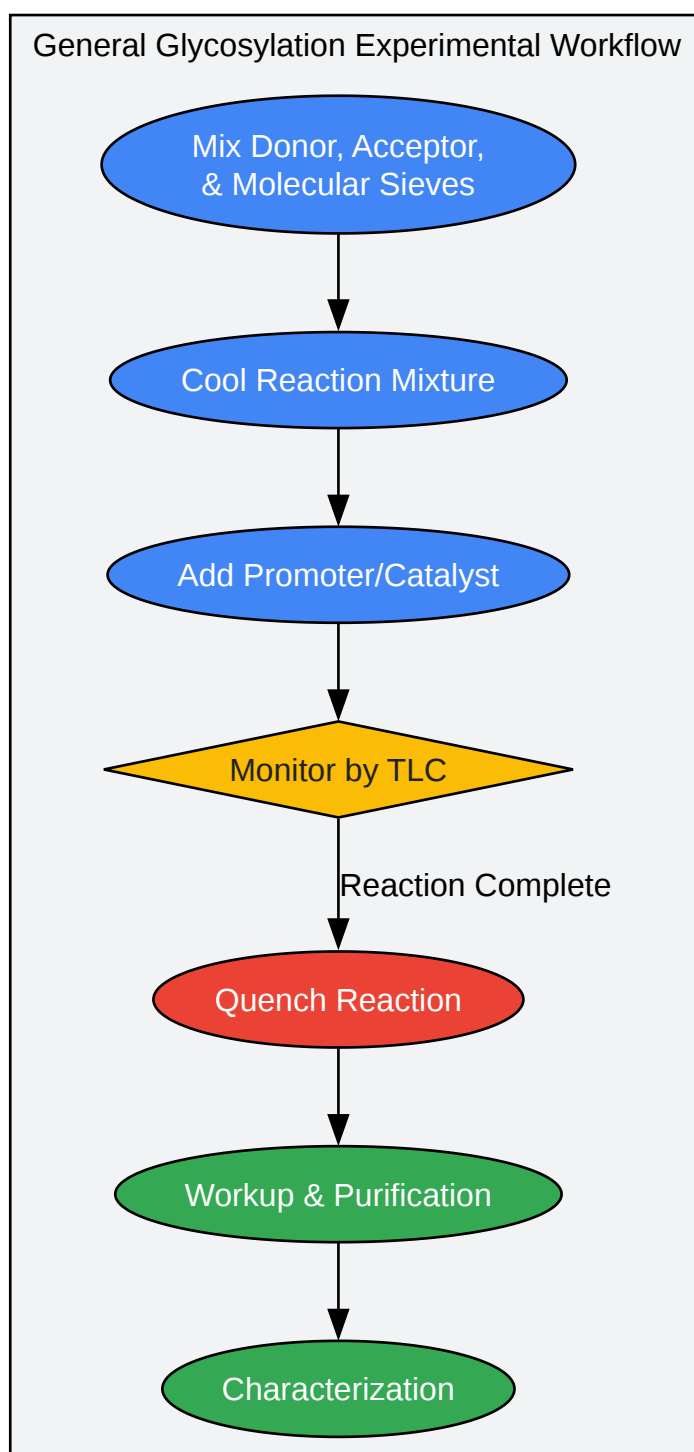 General Glycosylation Experimental Workflow
Mix Donor, Acceptor,
& Molecular Sieves
Cool Reaction Mixture
Add Promoter/Catalyst
Monitor by TLC
Reaction Complete
Quench Reaction
Workup & Purification
Characterization